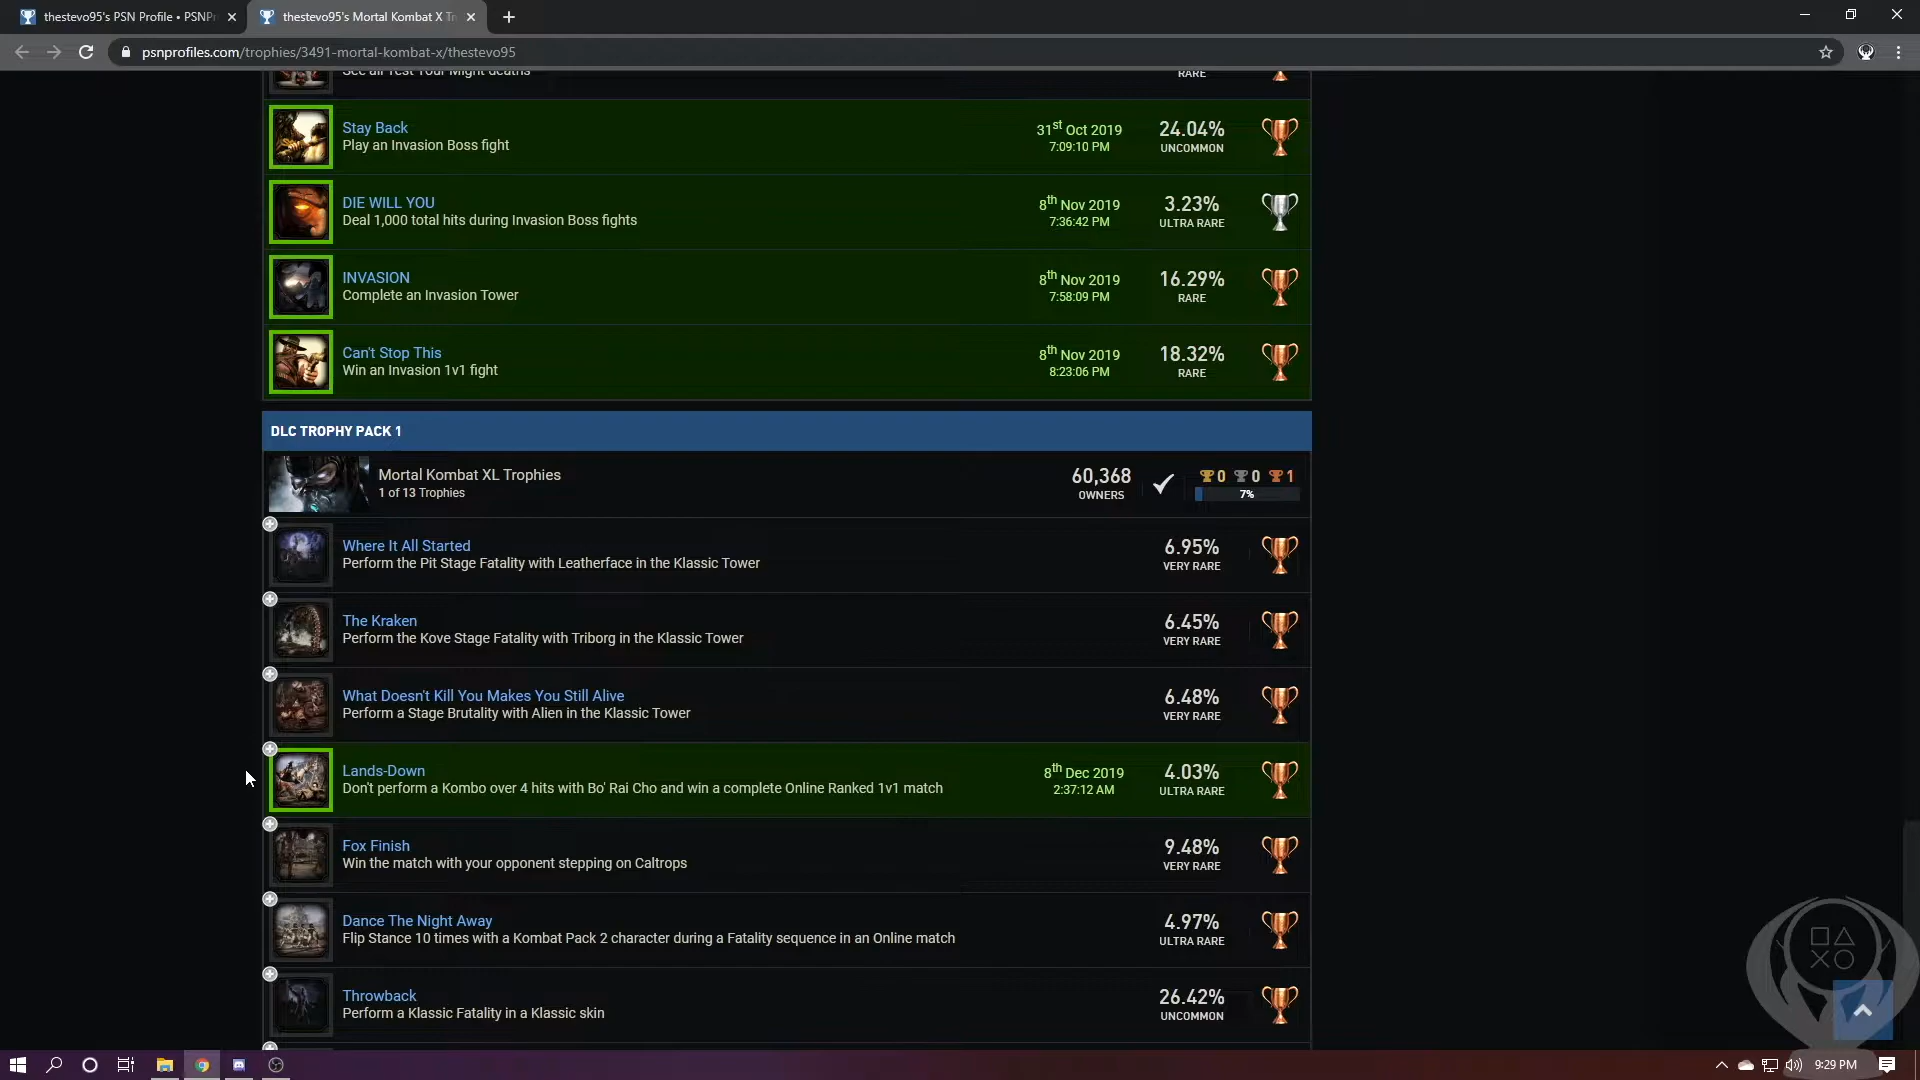 thestevo95's PSN Profile • PSNPr
thestevo95's Mortal Kombat X Tr
psnprofiles.com/trophies/3491-mortal-kombat-x/thestevo95
See all Test Your Might deaths
RARE
Stay Back
Play an Invasion Boss fight
31st Oct 2019
7:09:10 PM
24.04%
UNCOMMON
DIE WILL YOU
Deal 1,000 total hits during Invasion Boss fights
8th Nov 2019
7:36:42 PM
3.23%
ULTRA RARE
INVASION
Complete an Invasion Tower
8th Nov 2019
7:58:09 PM
16.29%
RARE
Can't Stop This
Win an Invasion 1v1 fight
8th Nov 2019
8:23:06 PM
18.32%
RARE
DLC TROPHY PACK 1
Mortal Kombat XL Trophies
1 of 13 Trophies
60,368
OWNERS
0 0 1
7%
Where It All Started
Perform the Pit Stage Fatality with Leatherface in the Klassic Tower
6.95%
VERY RARE
The Kraken
Perform the Kove Stage Fatality with Triborg in the Klassic Tower
6.45%
VERY RARE
What Doesn't Kill You Makes You Still Alive
Perform a Stage Brutality with Alien in the Klassic Tower
6.48%
VERY RARE
Lands-Down
Don't perform a Kombo over 4 hits with Bo' Rai Cho and win a complete Online Ranked 1v1 match
8th Dec 2019
2:37:12 AM
4.03%
ULTRA RARE
Fox Finish
Win the match with your opponent stepping on Caltrops
9.48%
VERY RARE
Dance The Night Away
Flip Stance 10 times with a Kombat Pack 2 character during a Fatality sequence in an Online match
4.97%
ULTRA RARE
Throwback
Perform a Klassic Fatality in a Klassic skin
26.42%
UNCOMMON
9:29 PM